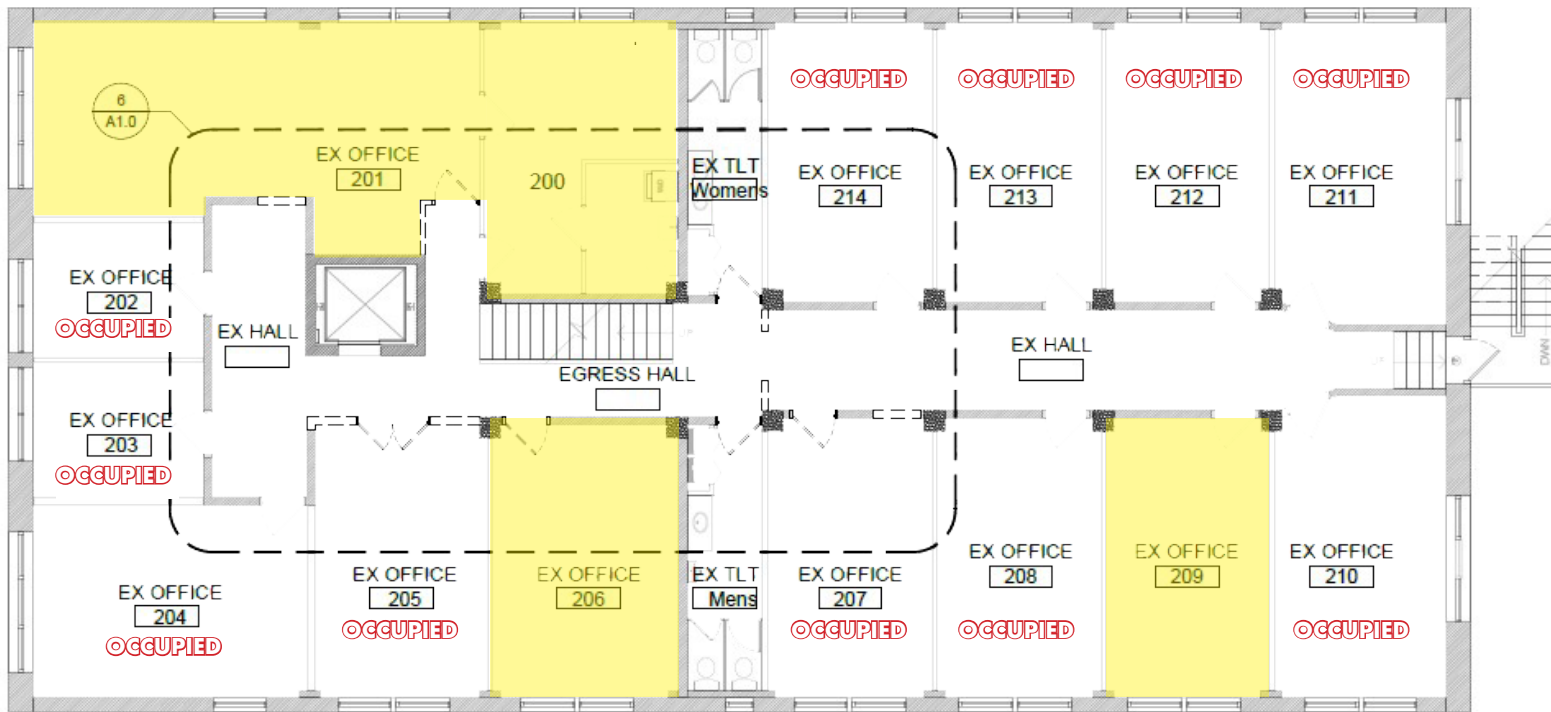 OCCUPIED
OCCUPIED
OCCUPIED
OCCUPIED
6
A1.0
EX OFFICE
201
200
EX TLT
Womens
EX OFFICE
214
EX OFFICE
213
EX OFFICE
212
EX OFFICE
211
EX OFFICE
202
OCCUPIED
EX HALL
EX HALL
EGRESS HALL
DWN
EX OFFICE
203
OCCUPIED
EX OFFICE
204
OCCUPIED
EX OFFICE
205
OCCUPIED
EX OFFICE
206
EX TLT
Mens
EX OFFICE
207
OCCUPIED
EX OFFICE
208
OCCUPIED
EX OFFICE
209
EX OFFICE
210
OCCUPIED